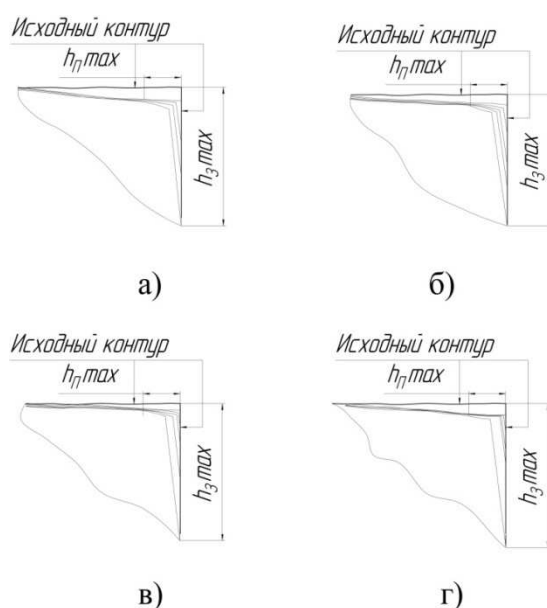 Исходный контур
hП max
hЗ max
а)
Исходный контур
hП max
hЗ max
б)
Исходный контур
hП max
hЗ max
в)
Исходный контур
hП max
hЗ max
г)